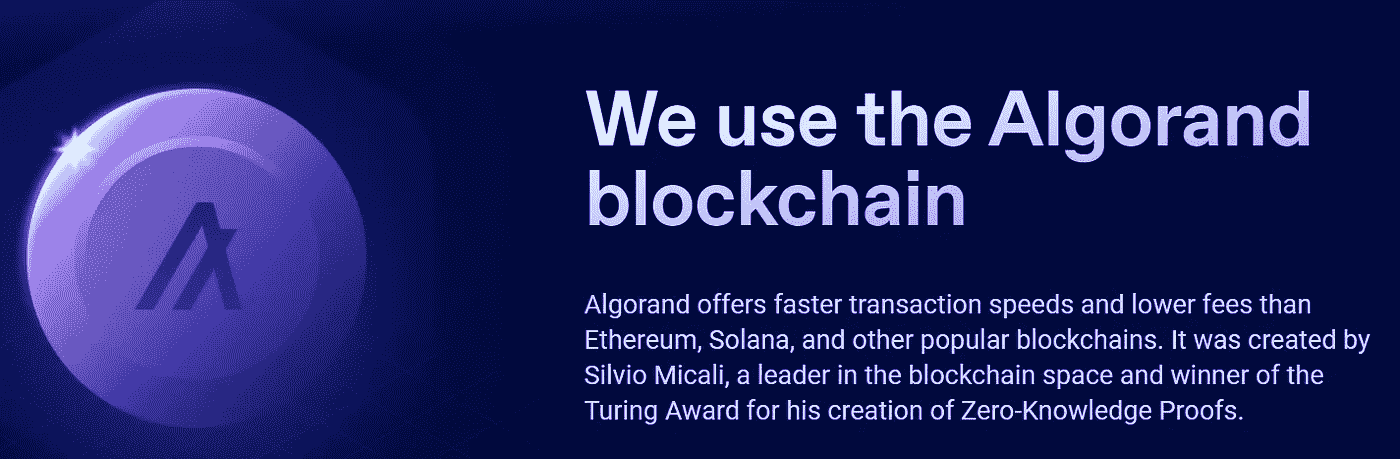 We use the Algorand
blockchain
Algorand offers faster transaction speeds and lower fees than
Ethereum, Solana, and other popular blockchains. It was created by
Silvio Micali, a leader in the blockchain space and winner of the
Turing Award for his creation of Zero-Knowledge Proofs.